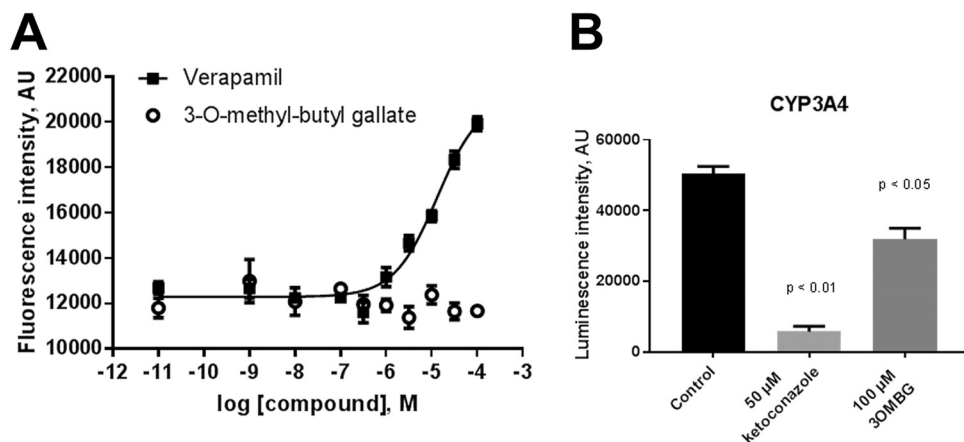 A
Fluorescence intensity, AU
22000
20000
18000
16000
14000
12000
10000
Verapamil
3-O-methyl-butyl gallate
-12 -11 -10 -9 -8 -7 -6 -5 -4 -3
log [compound], M
B
CYP3A4
Luminescence intensity, AU
60000
40000
20000
0
p < 0.01
p < 0.05
Control
50 µM
ketoconazole
100 µM
3OMBG